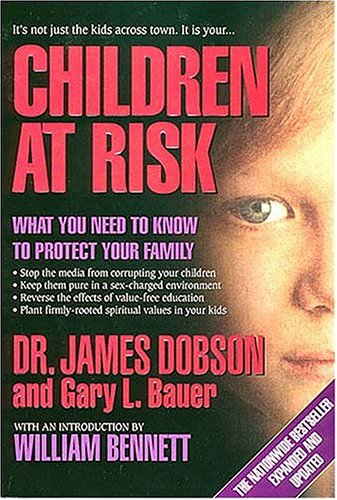 It's not just the kids across town. It is your...
CHILDREN
AT RISK
WHAT YOU NEED TO KNOW
TO PROTECT YOUR FAMILY
• Stop the media from corrupting your children
• Keep them pure in a sex-charged environment
• Reverse the effects of value-free education
• Plant firmly-rooted spiritual values in your kids
DR. JAMES DOBSON
and Gary L. Bauer
WITH AN INTRODUCTION BY
WILLIAM BENNETT
THE NATIONWIDE BESTSELLER
EXPANDED AND
UPDATED